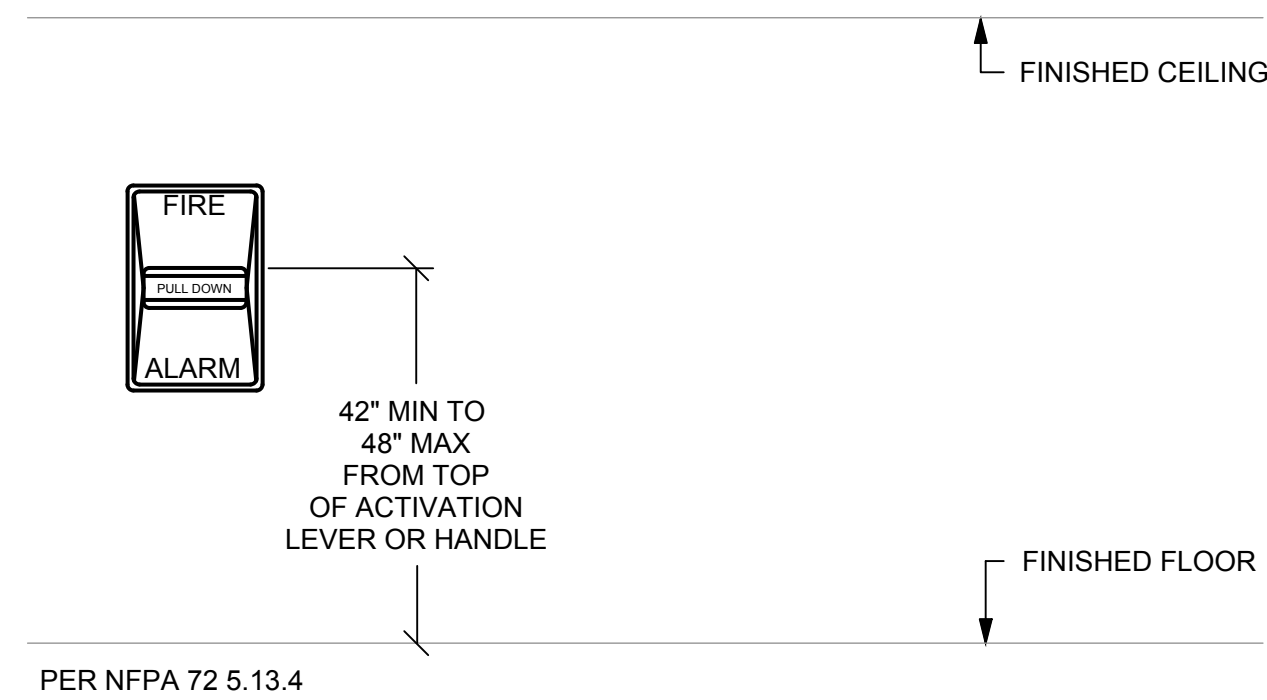 FINISHED CEILING
FIRE
PULL DOWN
ALARM
42" MIN TO
48" MAX
FROM TOP
OF ACTIVATION
LEVER OR HANDLE
FINISHED FLOOR
PER NFPA 72 5.13.4